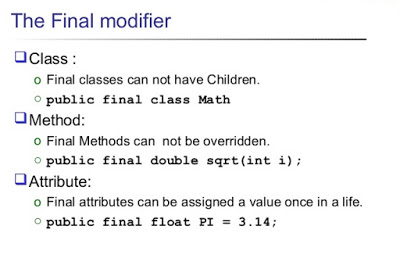 The Final modifier
Class :
Final classes can not have Children.
public final class Math
Method:
Final Methods can not be overridden.
public final double sqrt(int i);
Attribute:
Final attributes can be assigned a value once in a life.
public final float PI = 3.14;